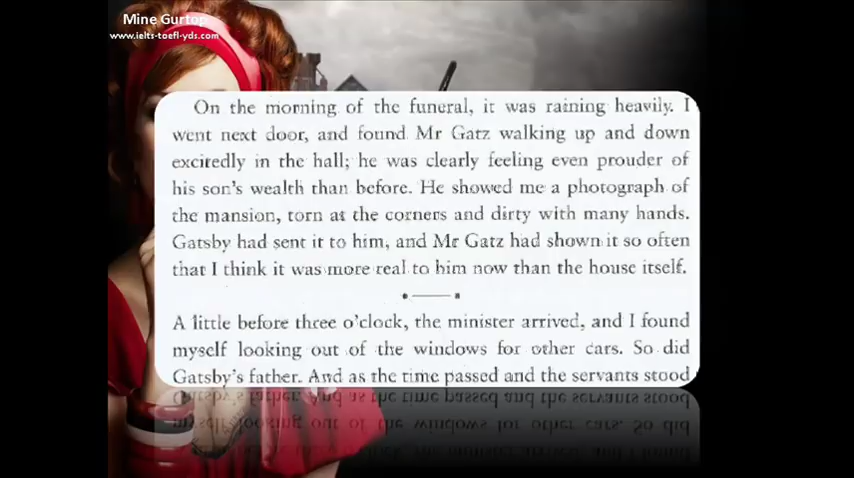 Mine Gurtop
www.ielts-toefl-yds.com
On the morning of the funeral, it was raining heavily. I
went next door, and found Mr Gatz walking up and down
excitedly in the hall; he was clearly feeling even prouder of
his son's wealth than before. He showed me a photograph of
the mansion, torn at the corners and dirty with many hands.
Gatsby had sent it to him, and Mr Gatz had shown it so often
that I think it was more real to him now than the house itself.
A little before three o'clock, the minister arrived, and I found
myself looking out of the windows for other cars. So did
Gatsby's father. And as the time passed and the servants stood